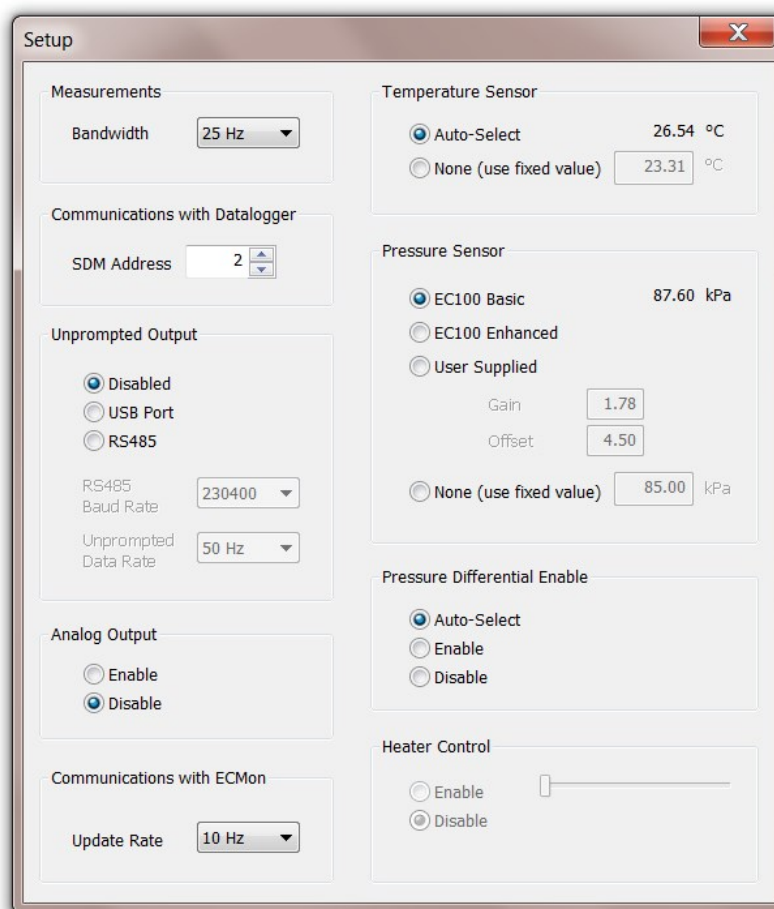 Setup
Measurements
Bandwidth 25 Hz
Communications with Datalogger
SDM Address 2
Unprompted Output
Disabled
USB Port
RS485
RS485
Baud Rate 230400
Unprompted
Data Rate 50 Hz
Analog Output
Enable
Disable
Communications with ECMon
Update Rate 10 Hz
Temperature Sensor
Auto-Select 26.54 ºC
None (use fixed value) 23.31 ºC
Pressure Sensor
EC100 Basic 87.60 kPa
EC100 Enhanced
User Supplied
Gain 1.78
Offset 4.50
None (use fixed value) 85.00 kPa
Pressure Differential Enable
Auto-Select
Enable
Disable
Heater Control
Enable
Disable